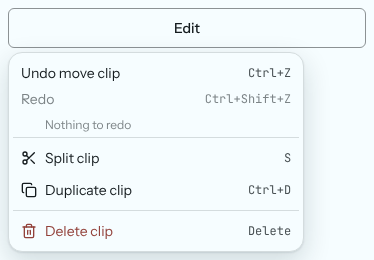 Edit
Undo move clip Ctrl+Z
Redo Ctrl+Shift+Z
Nothing to redo
Split clip S
Duplicate clip Ctrl+D
Delete clip Delete